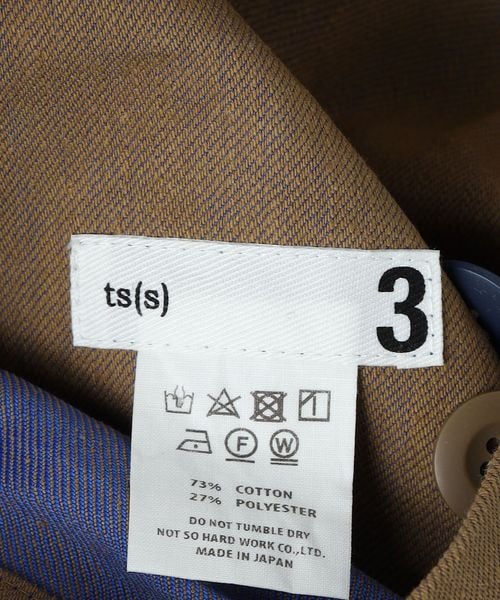 ts(s)
3
F W
73% COTTON
27% POLYESTER
DO NOT TUMBLE DRY
NOT SO HARD WORK CO.,LTD.
MADE IN JAPAN